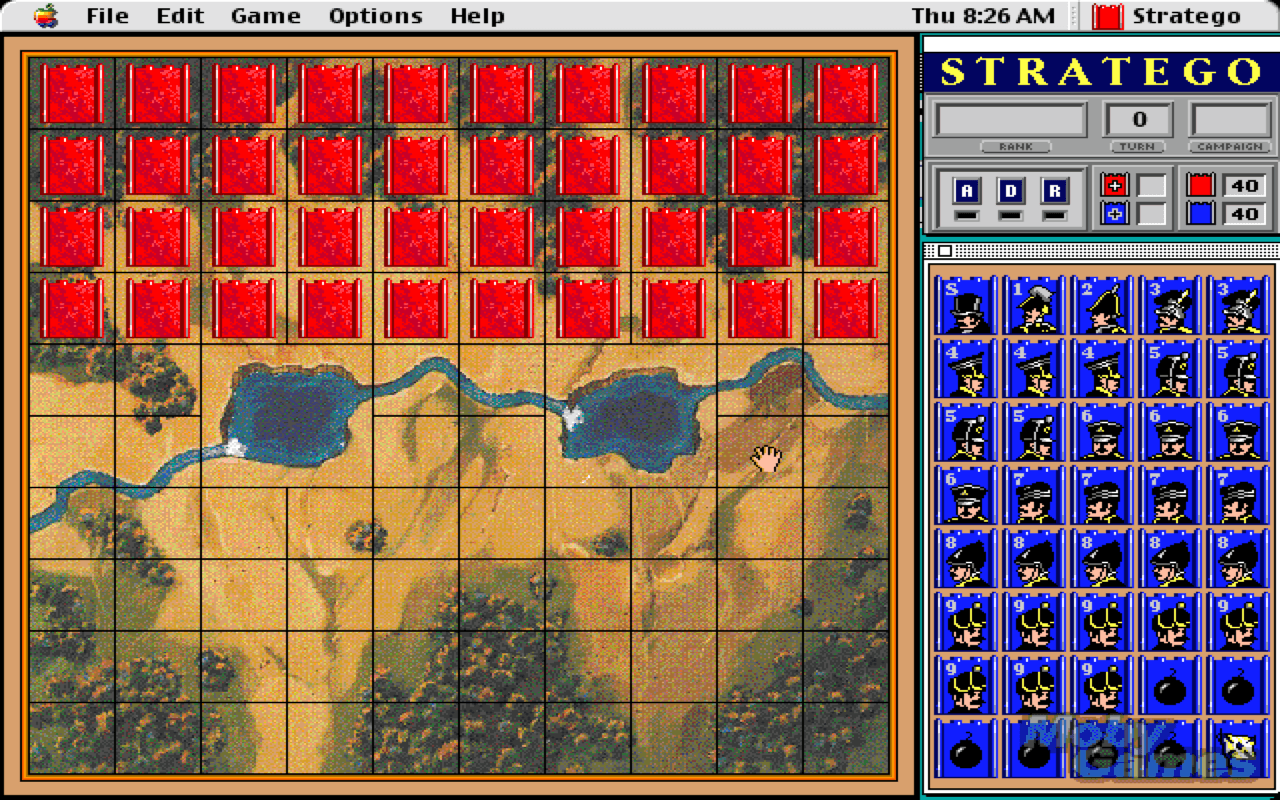 File Edit Game Options Help Thu 8:26 AM Stratego
STRATEGO
0
RANK TURN CAMPAIGN
A D R 40
40
S 1 2 3 3
4 4 4 5 5
5 5 6 6 6
6 7 7 7 7
8 8 8 8 8
9 9 9 9 9
9 9 9
Moby
Games